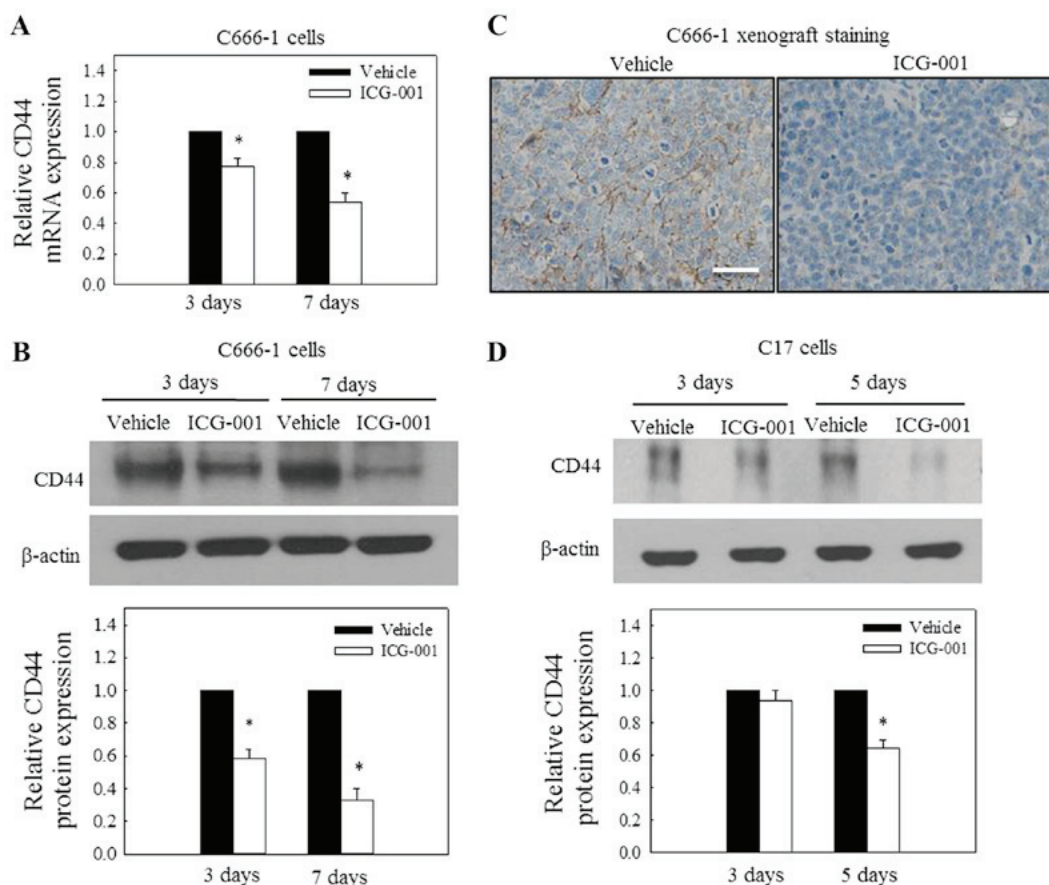 A
C666-1 cells
Relative CD44
mRNA expression
1.4
1.2
1.0
0.8
0.6
0.4
0.2
0.0
Vehicle
ICG-001
*
*
3 days
7 days
C
C666-1 xenograft staining
Vehicle
ICG-001
B
C666-1 cells
3 days
7 days
Vehicle
ICG-001
Vehicle
ICG-001
CD44
β-actin
Relative CD44
protein expression
1.4
1.2
1.0
0.8
0.6
0.4
0.2
0.0
Vehicle
ICG-001
*
*
3 days
7 days
D
C17 cells
3 days
5 days
Vehicle
ICG-001
Vehicle
ICG-001
CD44
β-actin
Relative CD44
protein expression
1.4
1.2
1.0
0.8
0.6
0.4
0.2
0.0
Vehicle
ICG-001
*
3 days
5 days